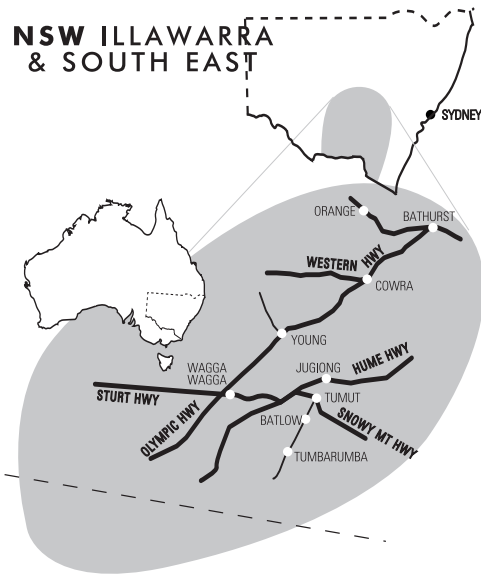 NSW ILLAWARRA
& SOUTH EAST
SYDNEY
ORANGE
BATHURST
WESTERN HWY
COWRA
YOUNG
JUGIONG
HUME HWY
WAGGA
WAGGA
STURT HWY
TUMUT
OLYMPIC HWY
BATLOW
SNOWY MT HWY
TUMBARUMBA